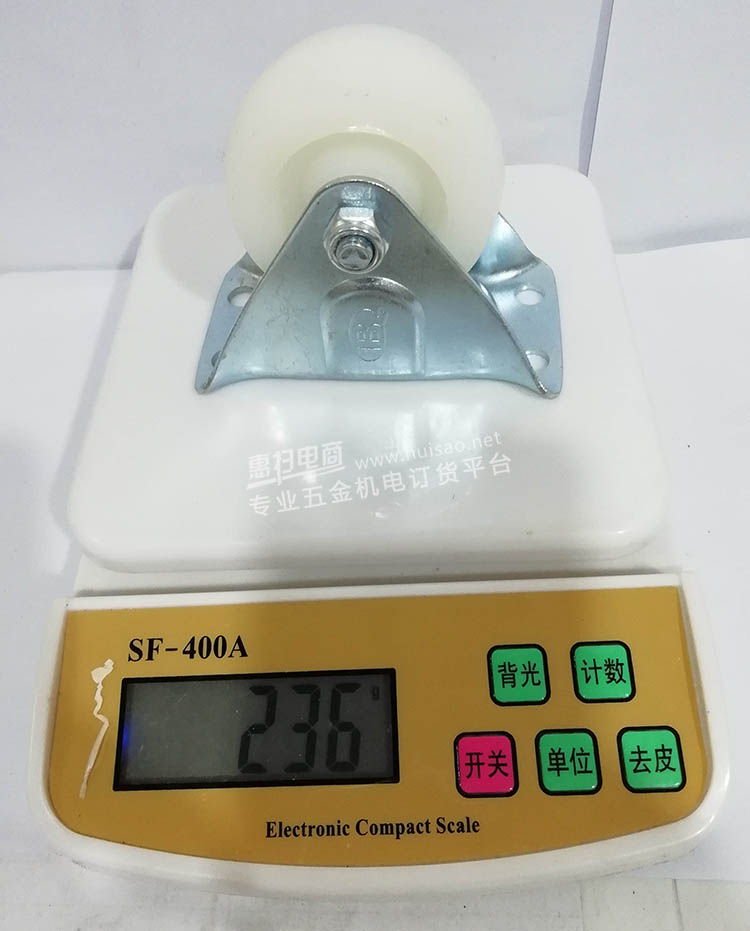 惠扫电商 www.huisao.net
专业五金机电订货平台
SF-400A
背光 计数
236 g
开关 单位 去皮
Electronic Compact Scale